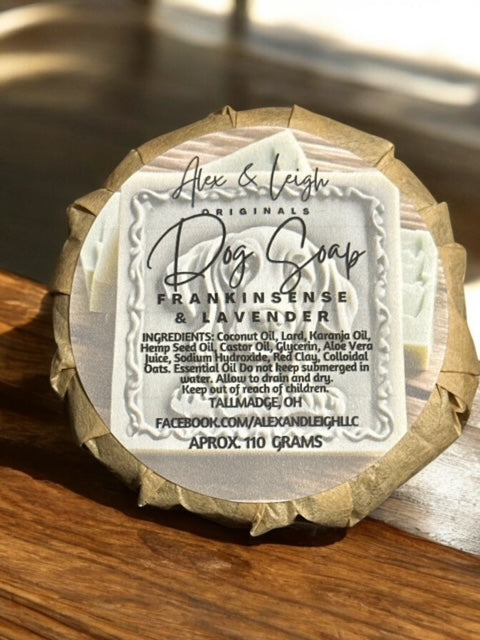 Alex & Leigh
ORIGINALS
Dog Soap
FRANKINSENSE
& LAVENDER
INGREDIENTS: Coconut Oil, Lard, Karanja Oil,
Hemp Seed Oil, Castor Oil, Glycerin, Aloe Vera
Juice, Sodium Hydroxide, Red Clay, Colloidal
Oats. Essential Oil Do not keep submerged in
water. Allow to drain and dry.
Keep out of reach of children.
TALLMADGE, OH
FACEBOOK.COM/ALEXANDLEIGHLLC
APROX. 110 GRAMS